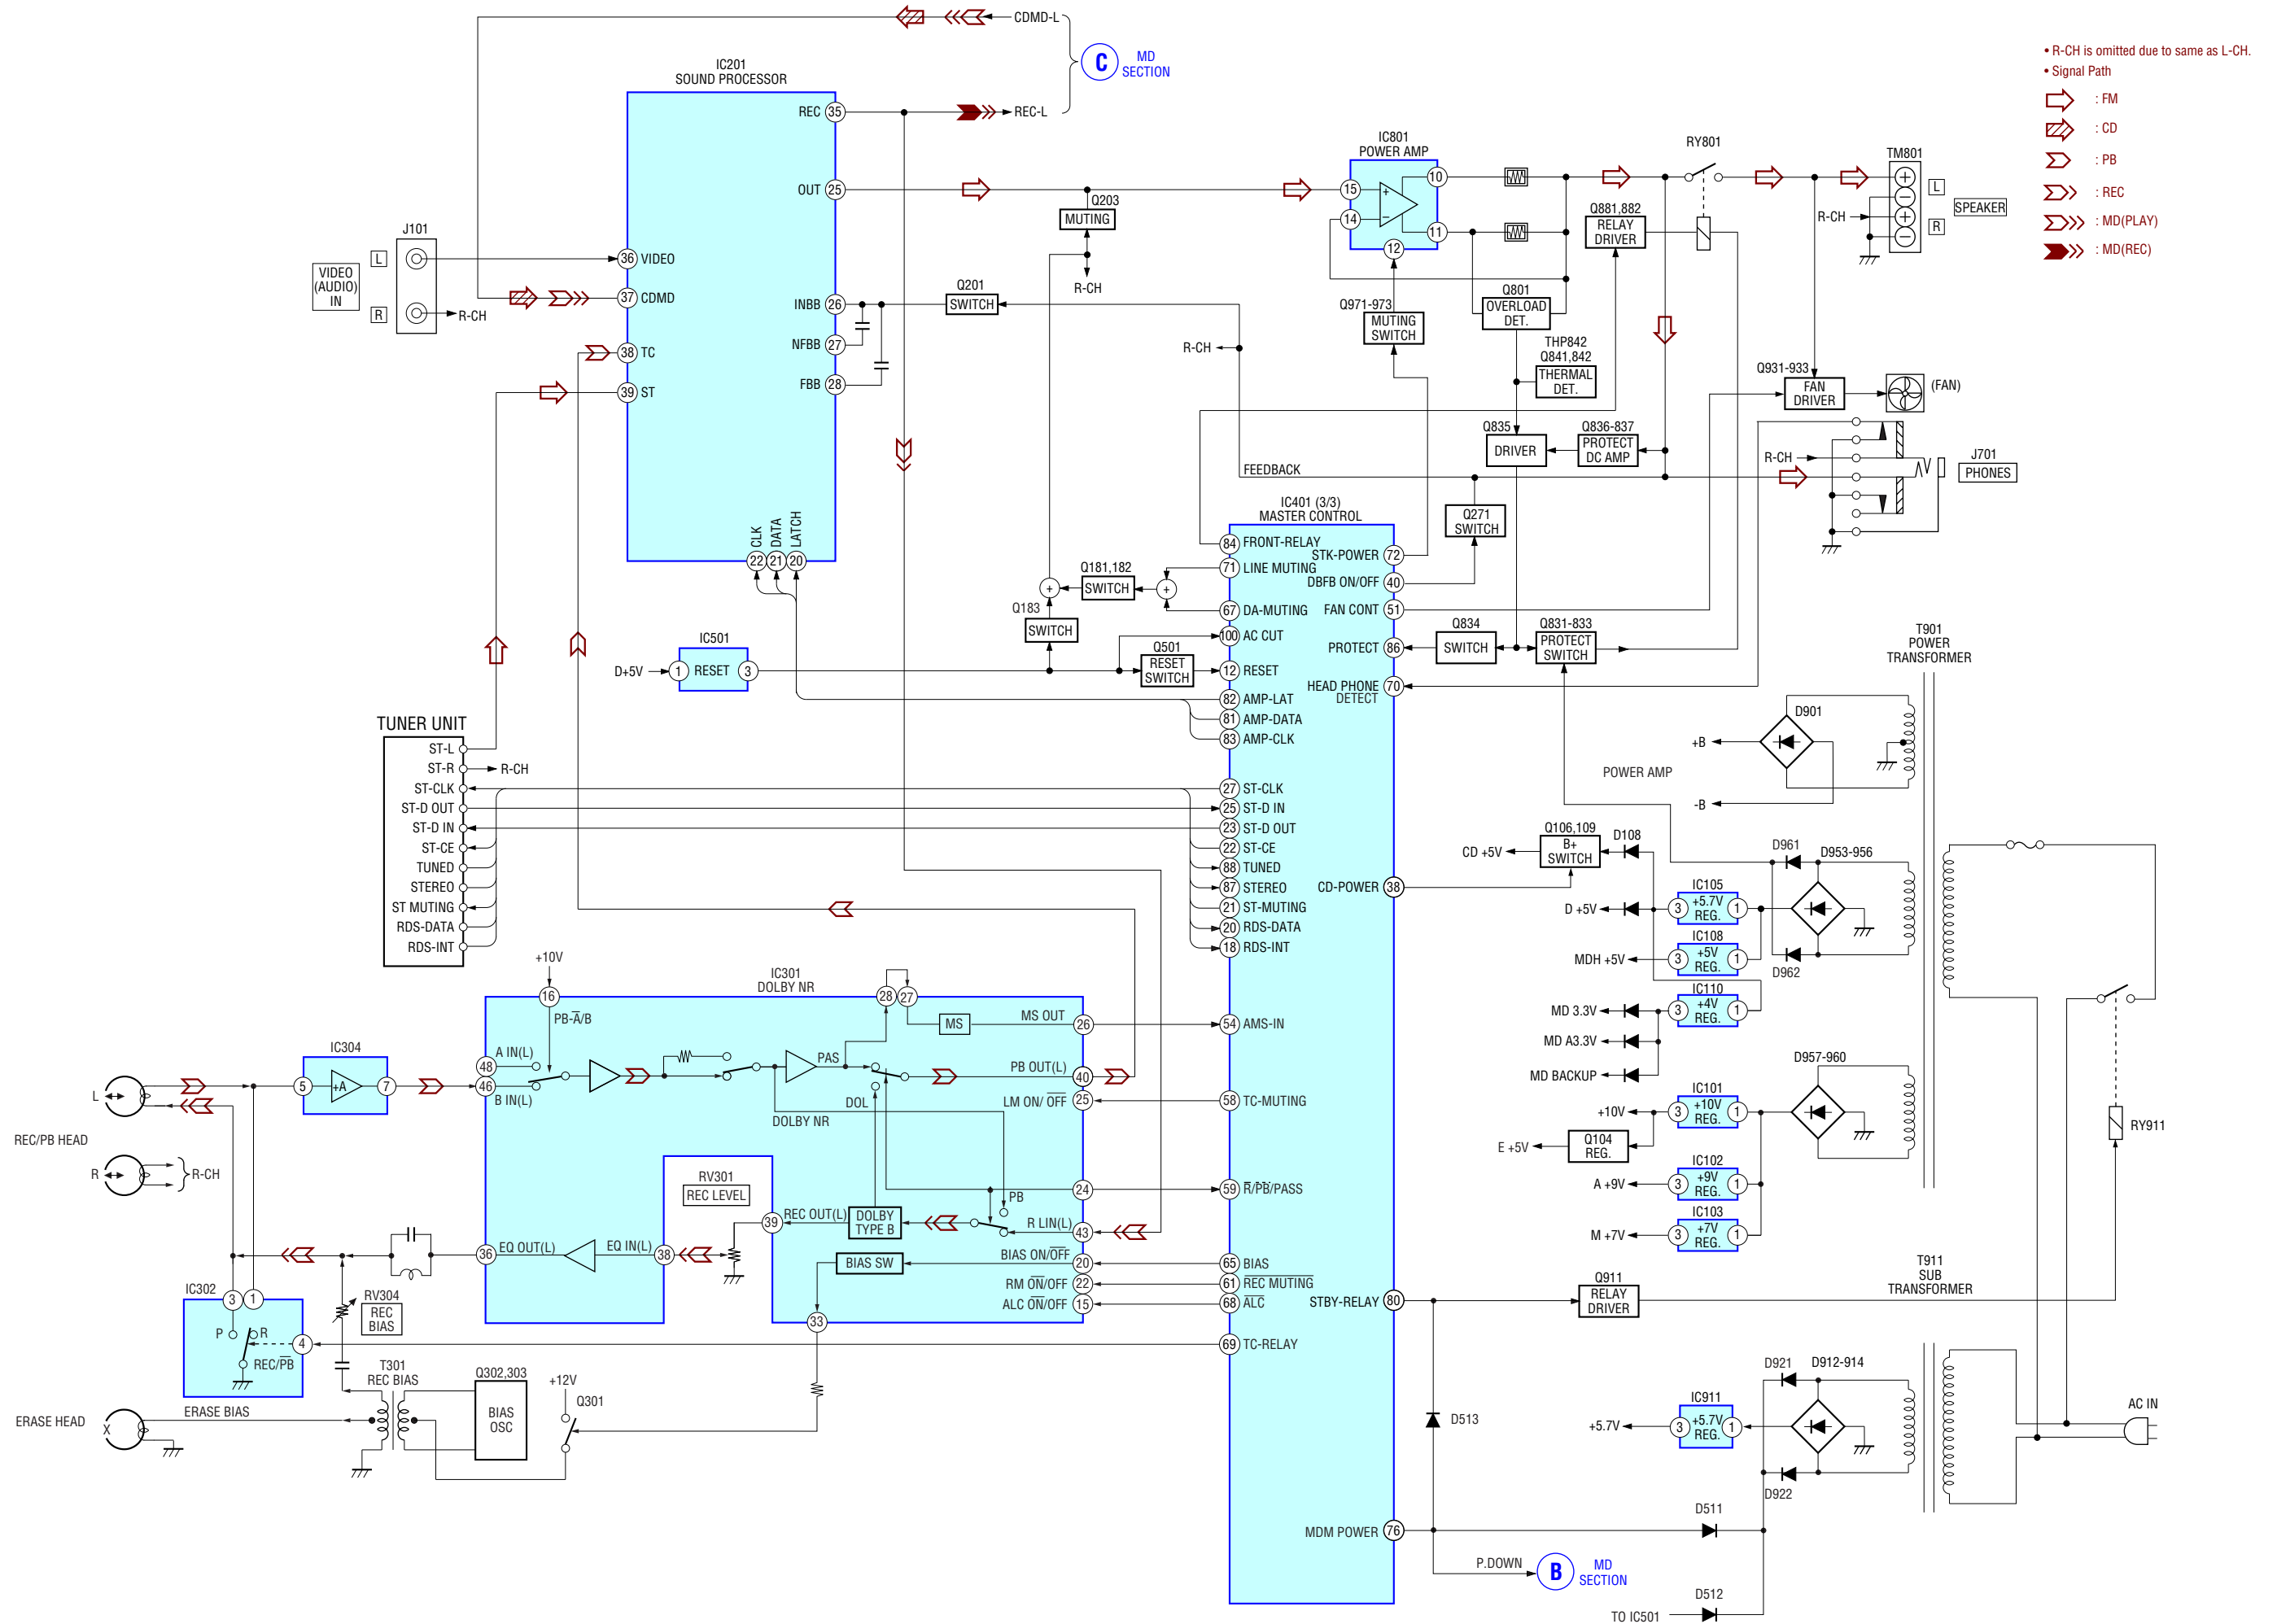 CDMD-L
C
MD
SECTION
REC-L
• R-CH is omitted due to same as L-CH.
• Signal Path
: FM
: CD
: PB
: REC
: MD(PLAY)
: MD(REC)
IC201
SOUND PROCESSOR
REC 35
OUT 25
36 VIDEO
37 CDMD
38 TC
39 ST
INBB 26
NFBB 27
FBB 28
CLK
DATA
LATCH
22 21 20
J101
L
R
VIDEO
(AUDIO)
IN
R-CH
Q203
MUTING
R-CH
Q201
SWITCH
R-CH
FEEDBACK
IC801
POWER AMP
15
14
10
11
12
+
−
Q971-973
MUTING
SWITCH
Q801
OVERLOAD
DET.
THP842
Q841,842
THERMAL
DET.
Q881,882
RELAY
DRIVER
RY801
TM801
+
−
+
−
L
R
SPEAKER
R-CH
Q931-933
FAN
DRIVER
(FAN)
Q835
DRIVER
Q836-837
PROTECT
DC AMP
R-CH
J701
PHONES
Q271
SWITCH
IC401 (3/3)
MASTER CONTROL
84 FRONT-RELAY
71 LINE MUTING
67 DA-MUTING
100 AC CUT
12 RESET
82 AMP-LAT
81 AMP-DATA
83 AMP-CLK
27 ST-CLK
25 ST-D IN
23 ST-D OUT
22 ST-CE
88 TUNED
87 STEREO
21 ST-MUTING
20 RDS-DATA
18 RDS-INT
54 AMS-IN
58 TC-MUTING
59 R̅/P̅B̅/PASS
65 BIAS
61 R̅E̅C̅ M̅U̅T̅I̅N̅G̅
68 A̅L̅C̅
69 TC-RELAY
STK-POWER 72
DBFB ON/OFF 40
FAN CONT 51
PROTECT 86
HEAD PHONE 70
DETECT
CD-POWER 38
STBY-RELAY 80
MDM POWER 76
Q181,182
SWITCH
+
+
Q183
SWITCH
IC501
D+5V
1 RESET 3
Q501
RESET
SWITCH
Q834
SWITCH
Q831-833
PROTECT
SWITCH
TUNER UNIT
ST-L
ST-R
R-CH
ST-CLK
ST-D OUT
ST-D IN
ST-CE
TUNED
STEREO
ST MUTING
RDS-DATA
RDS-INT
T901
POWER
TRANSFORMER
D901
+B
POWER AMP
-B
Q106,109
B+
SWITCH
D108
CD +5V
D961
D953-956
D962
IC105
3 +5.7V REG. 1
D +5V
IC108
3 +5V REG. 1
MDH +5V
IC110
3 +4V REG. 1
MD 3.3V
MD A3.3V
MD BACKUP
D957-960
IC101
3 +10V REG. 1
+10V
Q104
REG.
E +5V
IC102
3 +9V REG. 1
A +9V
IC103
3 +7V REG. 1
M +7V
RY911
T911
SUB
TRANSFORMER
Q911
RELAY
DRIVER
D921
D912-914
D922
IC911
3 +5.7V REG. 1
+5.7V
AC IN
D513
D511
D512
P.DOWN
B
MD
SECTION
TO IC501
+10V
IC301
DOLBY NR
16
PB-A̅/B
28 27
MS
MS OUT 26
A IN(L)
48
46
B IN(L)
PAS
DOL
DOLBY NR
PB OUT(L)
40
LM ON/ O̅F̅F̅ 25
24
PB
R LIN(L) 43
DOLBY
TYPE B
REC OUT(L)
39
RV301
REC LEVEL
BIAS SW
BIAS ON/O̅F̅F̅ 20
RM O̅N̅/OFF 22
ALC O̅N̅/OFF 15
33
36 EQ OUT(L)
EQ IN(L) 38
IC304
5 +A 7
L
REC/PB HEAD
R
R-CH
IC302
3 1
P
R
4
REC/P̅B̅
RV304
REC
BIAS
T301
REC BIAS
Q302,303
BIAS
OSC
+12V
Q301
ERASE HEAD
X
ERASE BIAS